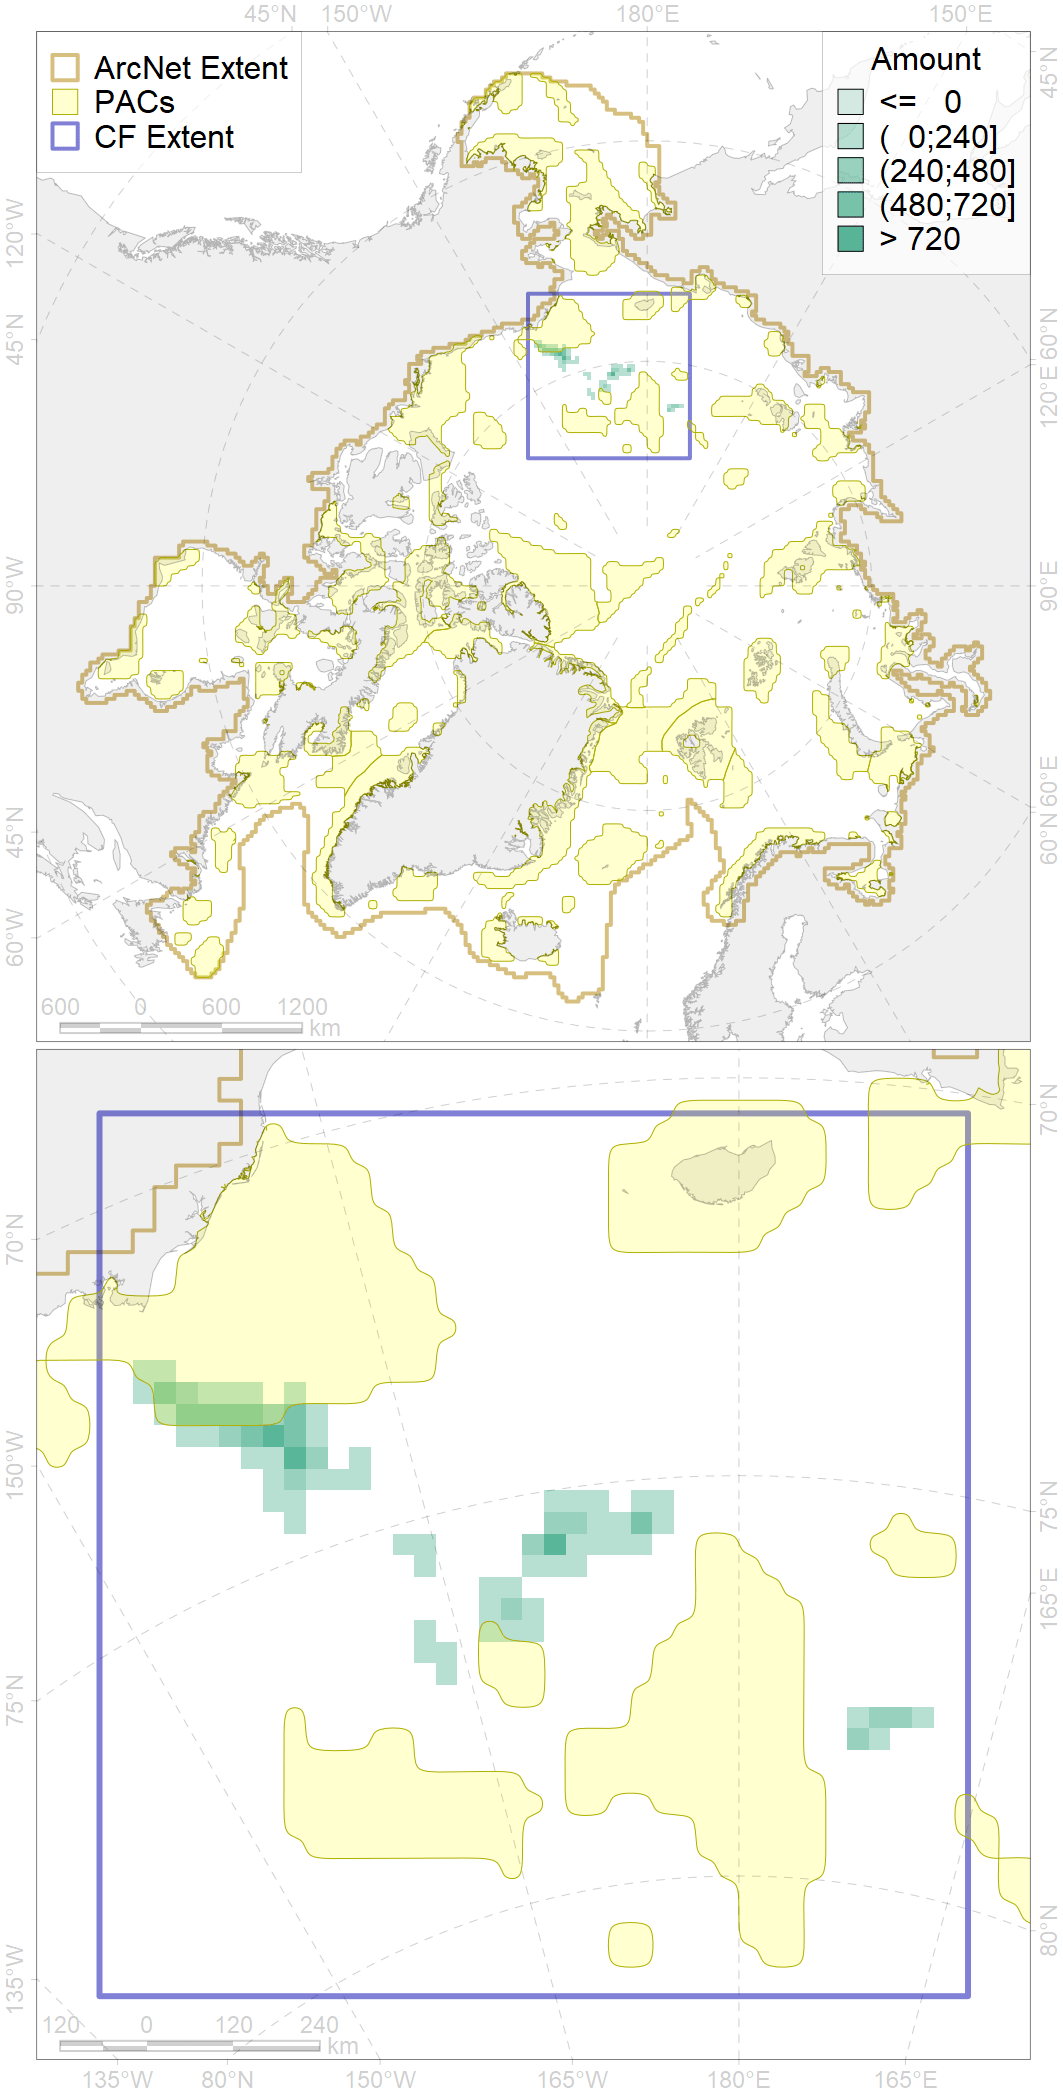 45°N 150°W 180°E 150°E
ArcNet Extent
PACs
CF Extent
Amount
<= 0
( 0;240]
(240;480]
(480;720]
> 720
120°W
45°N
90°W
45°N
60°W
45°N
60°N
120°E
90°E
60°E
60°N
600 0 600 1200
km
70°N
150°W
75°N
135°W
70°N
75°N
165°E
80°N
120 0 120 240
km
135°W 80°N 150°W 165°W 180°E 165°E